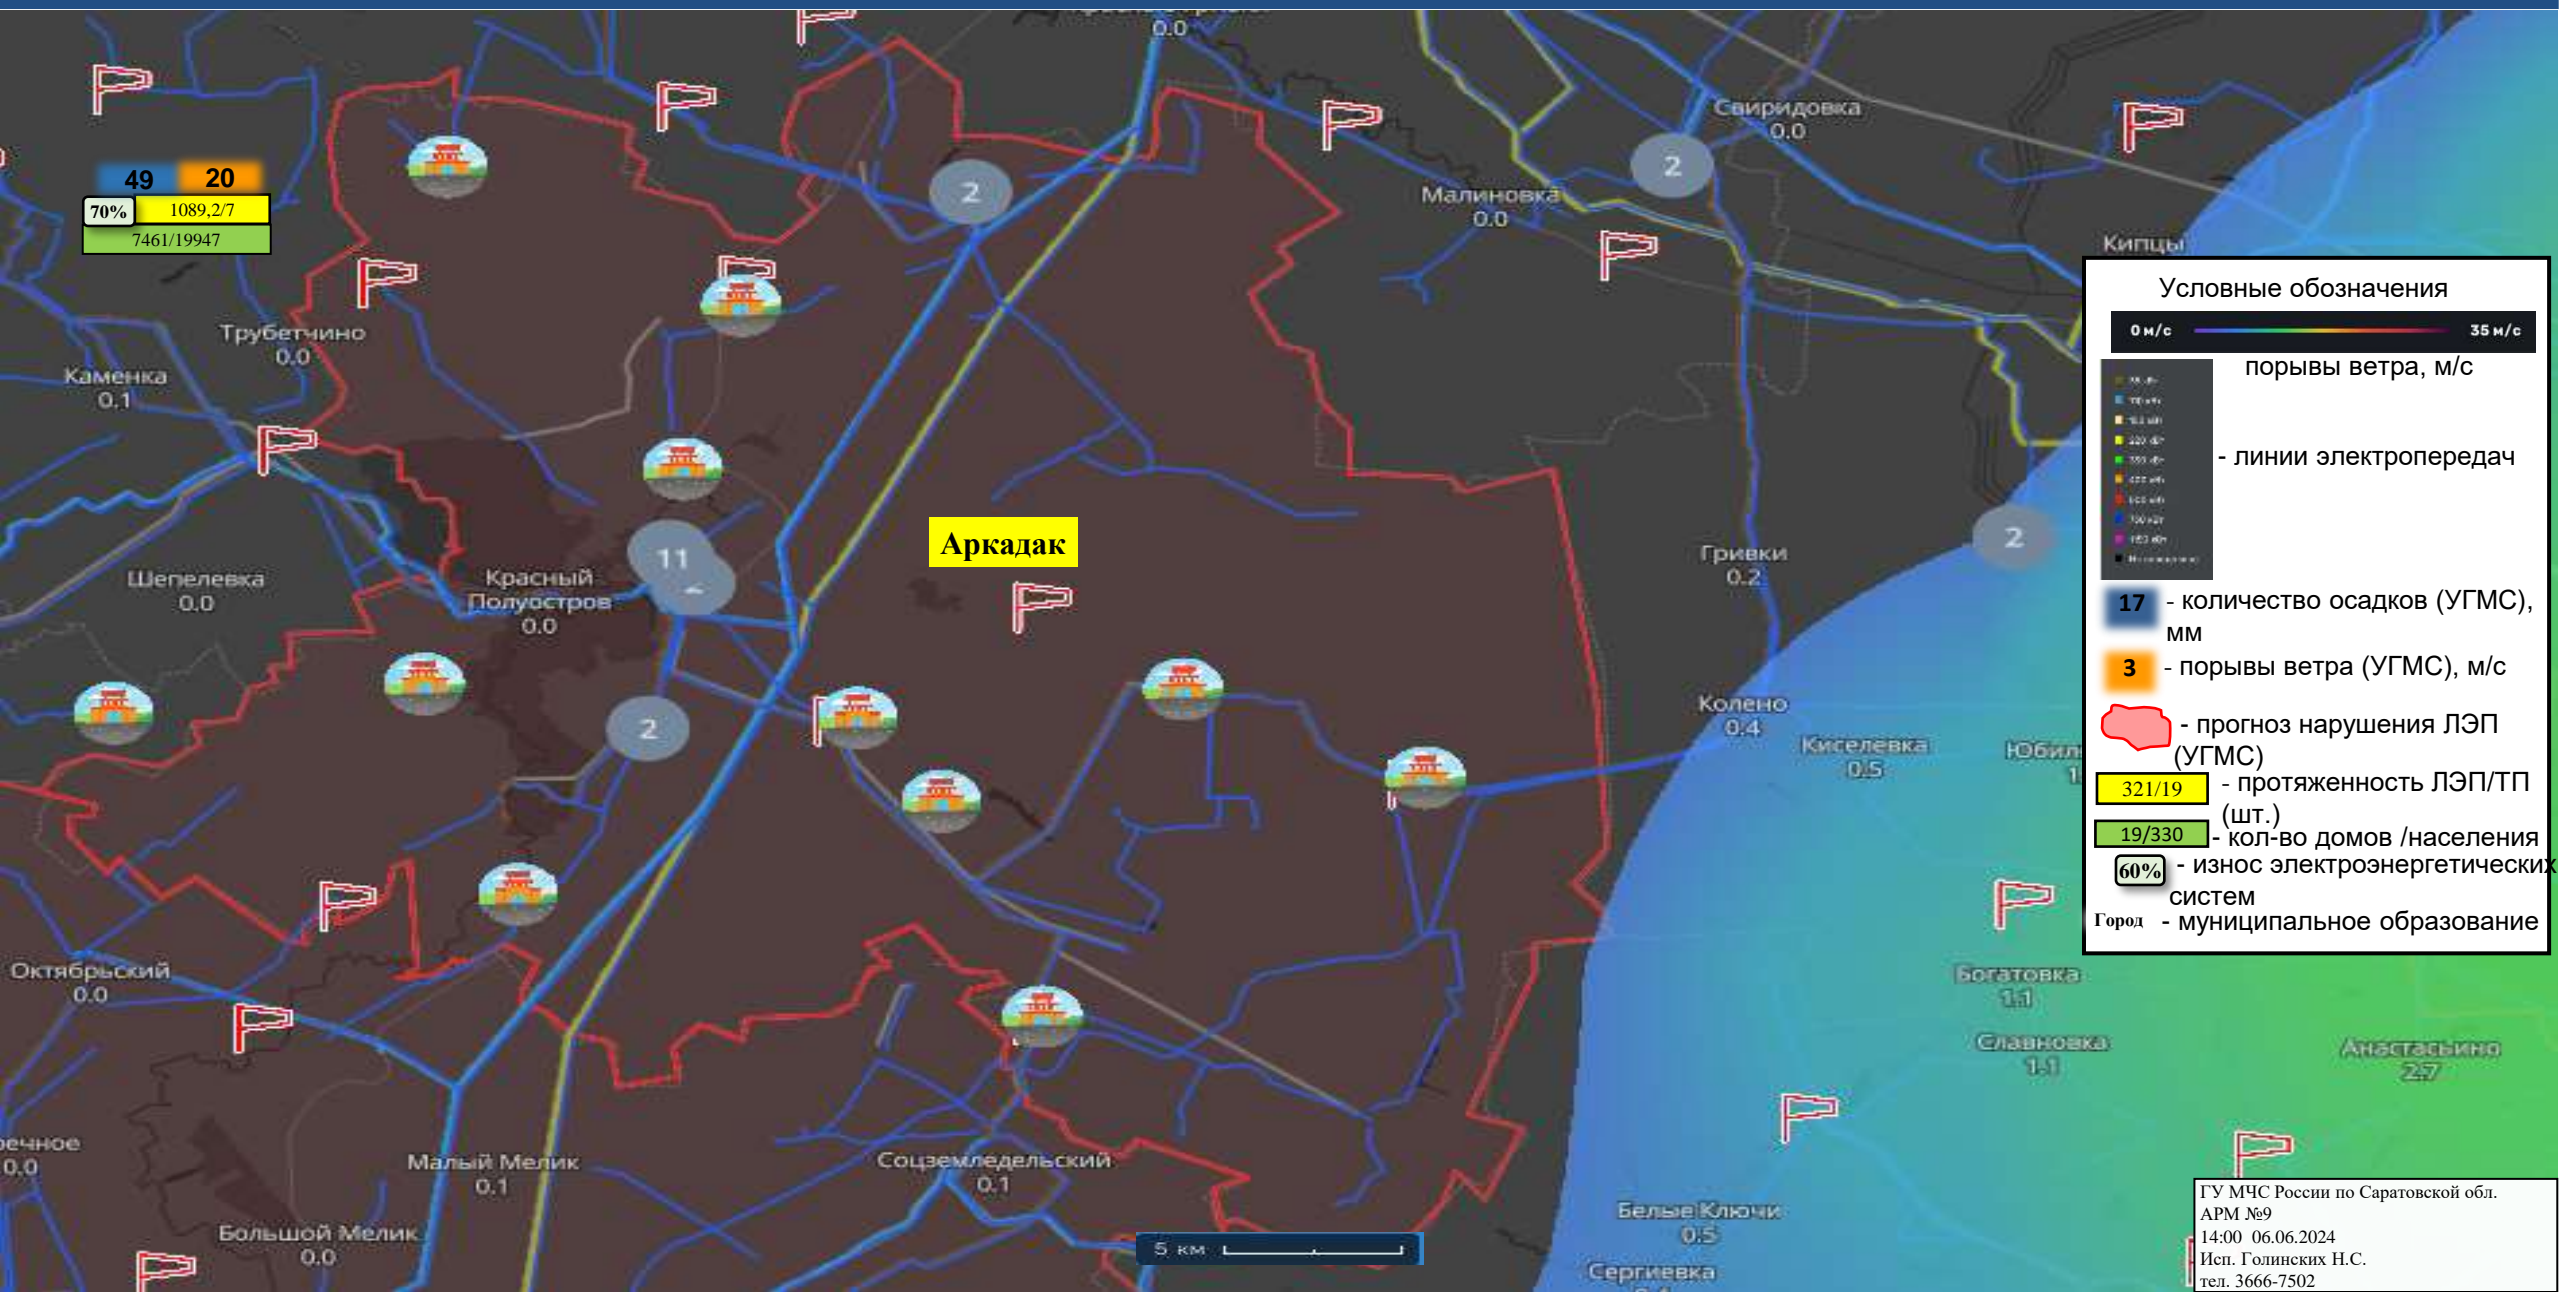 0.0
Свиридовка
0.0
2
2
Малиновка
0.0
49 20
70% 1089,2/7
7461/19947
Кипцы
Трубетчино
0.0
Каменка
0.1
Аркадак
11
2
Красный
Полуостров
0.0
Шепелевка
0.0
Гривки
0.2
2
Колено
0.4
Киселевка
0.5
Юбил
1
Октябрьский
0.0
Богатовка
1.1
Славновка
1.1
Анастасьино
2.7
речное
0.0
Малый Мелик
0.1
Соцземледельский
0.1
Большой Мелик
0.0
Белые Ключи
0.5
Сергиевка
5 км
Условные обозначения
0 м/с 35 м/с
порывы ветра, м/с
- линии электропередач
17 - количество осадков (УГМС),
мм
3 - порывы ветра (УГМС), м/с
- прогноз нарушения ЛЭП
(УГМС)
321/19 - протяженность ЛЭП/ТП
(шт.)
19/330 - кол-во домов /населения
60% - износ электроэнергетических
систем
Город - муниципальное образование
ГУ МЧС России по Саратовской обл.
АРМ №9
14:00 06.06.2024
Исп. Голинских Н.С.
тел. 3666-7502